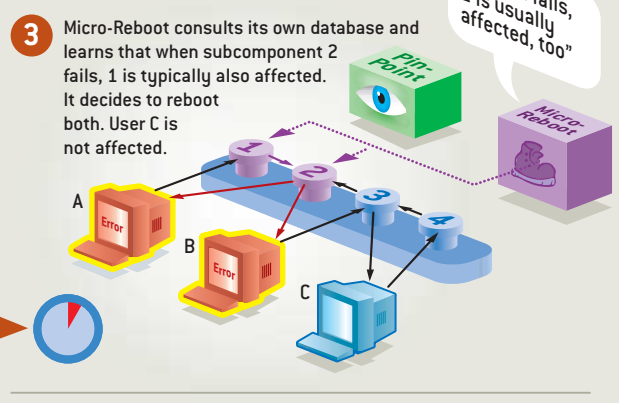 3
Micro-Reboot consults its own database and
learns that when subcomponent 2
fails, 1 is typically also affected.
It decides to reboot
both. User C is
not affected.
is usually
affected, too”
Pin-
Point
Micro-
Reboot
1
2
3
4
A
Error
B
Error
C